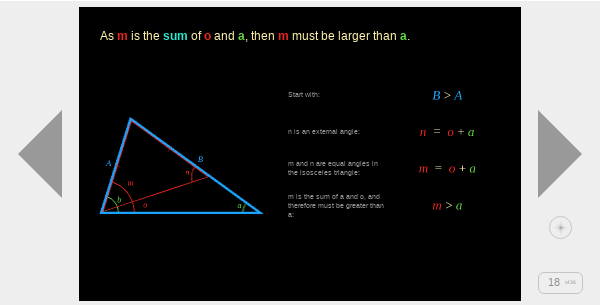 As m is the sum of o and a, then m must be larger than a.
Start with:
B > A
n is an external angle:
n = o + a
m and n are equal angles in
the isosceles triangle:
m = o + a
m is the sum of a and o, and
therefore must be greater than
a:
m > a
A
B
m
n
b
o
a
18 of 36